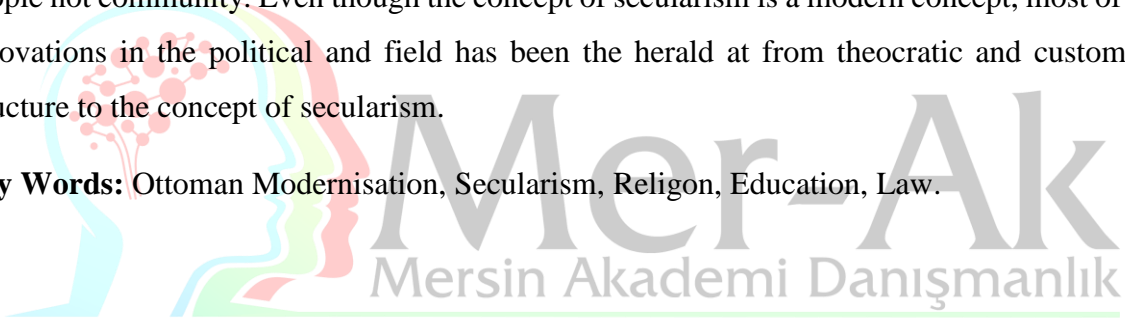 not community. Even though the concept of secularism is a modern concept, most of
ovations in the political and field has been the herald at from theocratic and custom
ucture to the concept of secularism.
y Words: Ottoman Modernisation, Secularism, Religon, Education, Law.
Mer-Ak
Mersin Akademi Danışmanlık